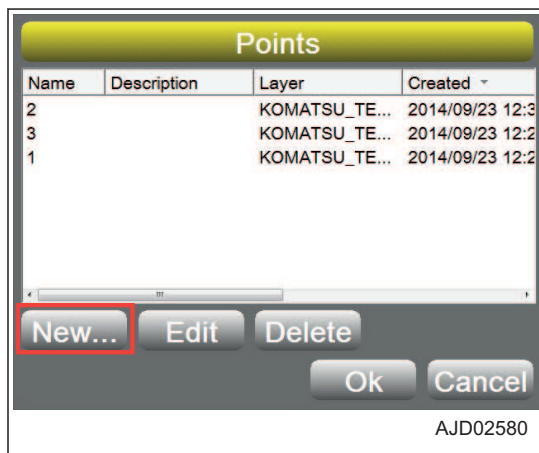 Points
Name Description Layer Created
2 KOMATSU_TE... 2014/09/23 12:3
3 KOMATSU_TE... 2014/09/23 12:2
1 KOMATSU_TE... 2014/09/23 12:2
New... Edit Delete
Ok Cancel
AJD02580